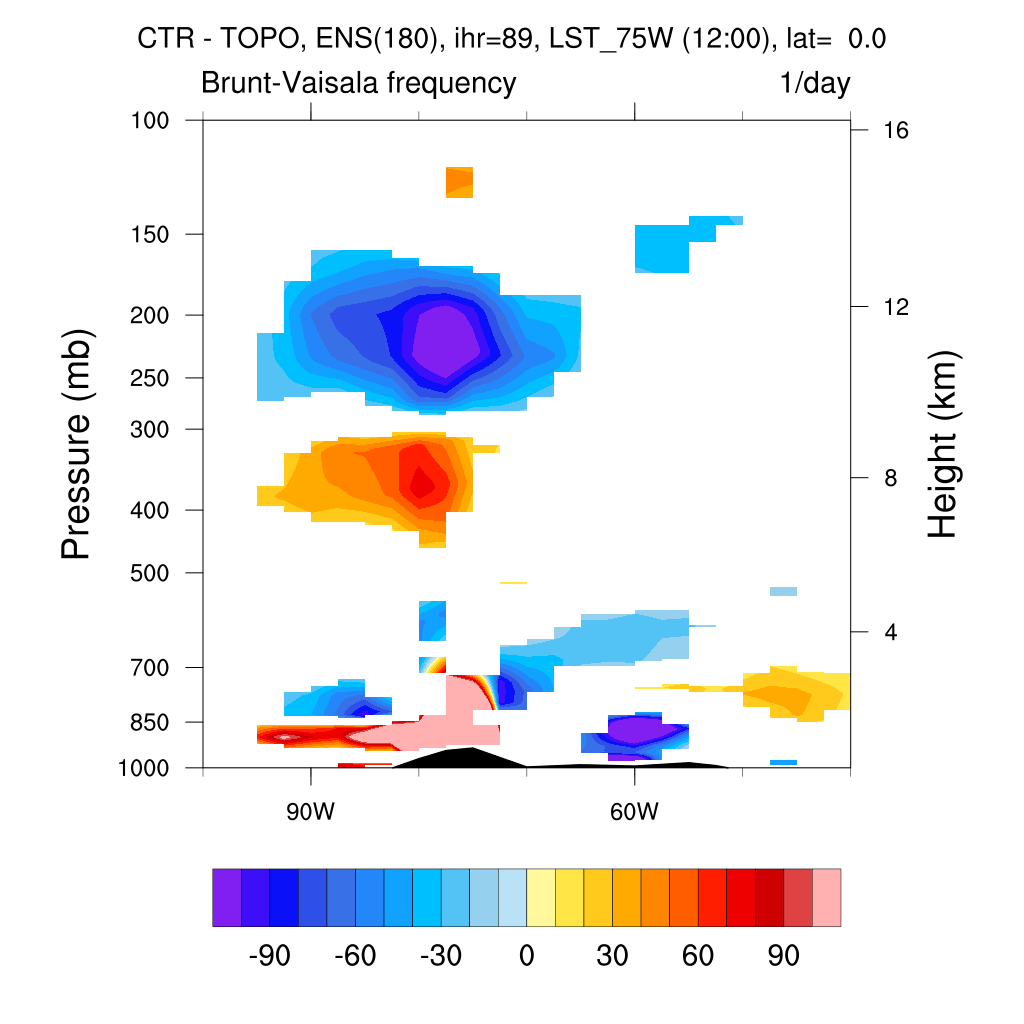 CTR - TOPO, ENS(180), ihr=89, LST_75W (12:00), lat=  0.0
Brunt-Vaisala frequency 1/day
100
150
200
250
300
400
500
700
850
1000
Pressure (mb)
16
12
8
4
Height (km)
90W 60W
-90 -60 -30 0 30 60 90